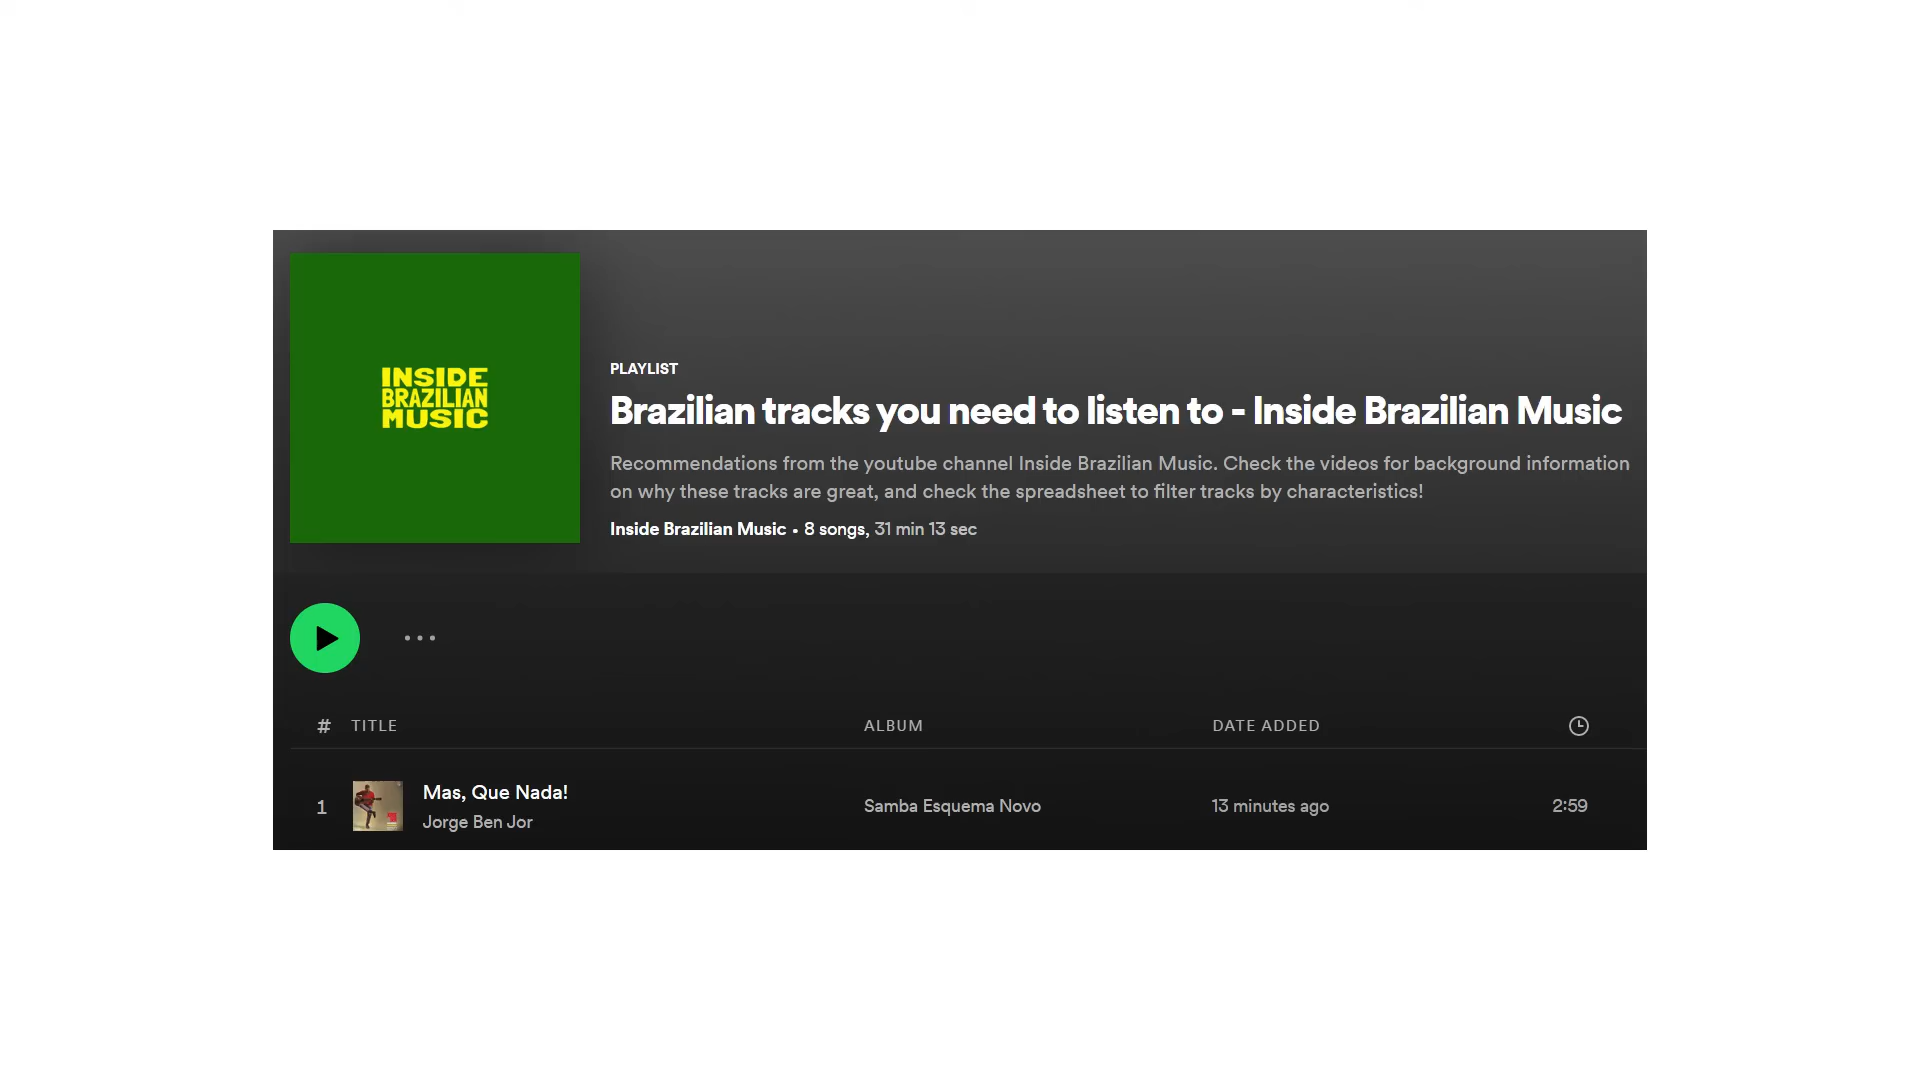 INSIDE
BRAZILIAN
MUSIC
PLAYLIST
Brazilian tracks you need to listen to - Inside Brazilian Music
Recommendations from the youtube channel Inside Brazilian Music. Check the videos for background information
on why these tracks are great, and check the spreadsheet to filter tracks by characteristics!
Inside Brazilian Music • 8 songs, 31 min 13 sec
# TITLE ALBUM DATE ADDED
1 Mas, Que Nada! Samba Esquema Novo 13 minutes ago 2:59
Jorge Ben Jor